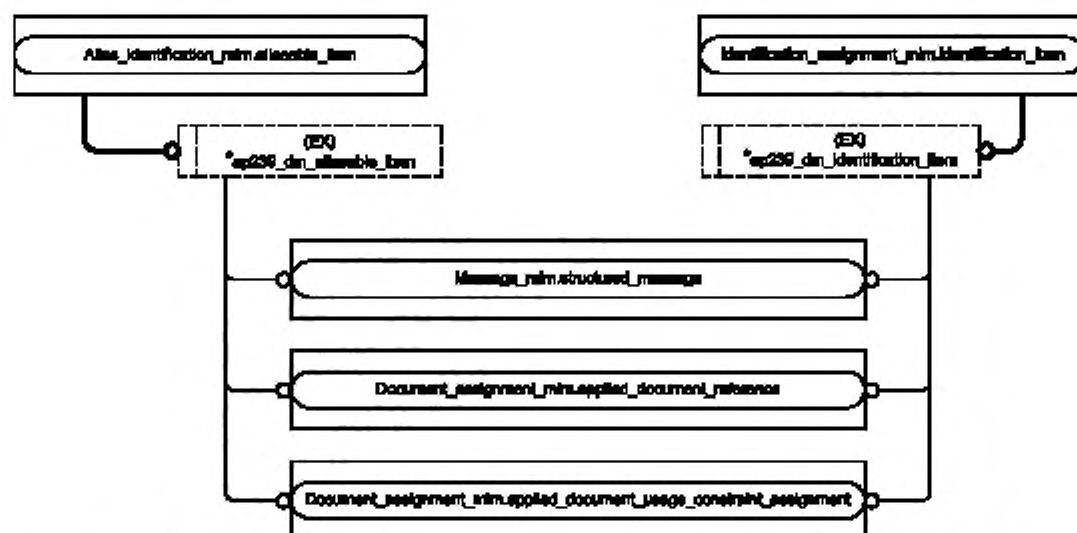 Alias_identification_mim.aliasable_item
Identification_assignment_mim.identification_item
(EX)
*ap239_dm_aliasable_item
(EX)
*ap239_dm_identification_item
Message_mim.structured_message
Document_assignment_mim.applied_document_reference
Document_assignment_mim.applied_document_usage_constraint_assignment